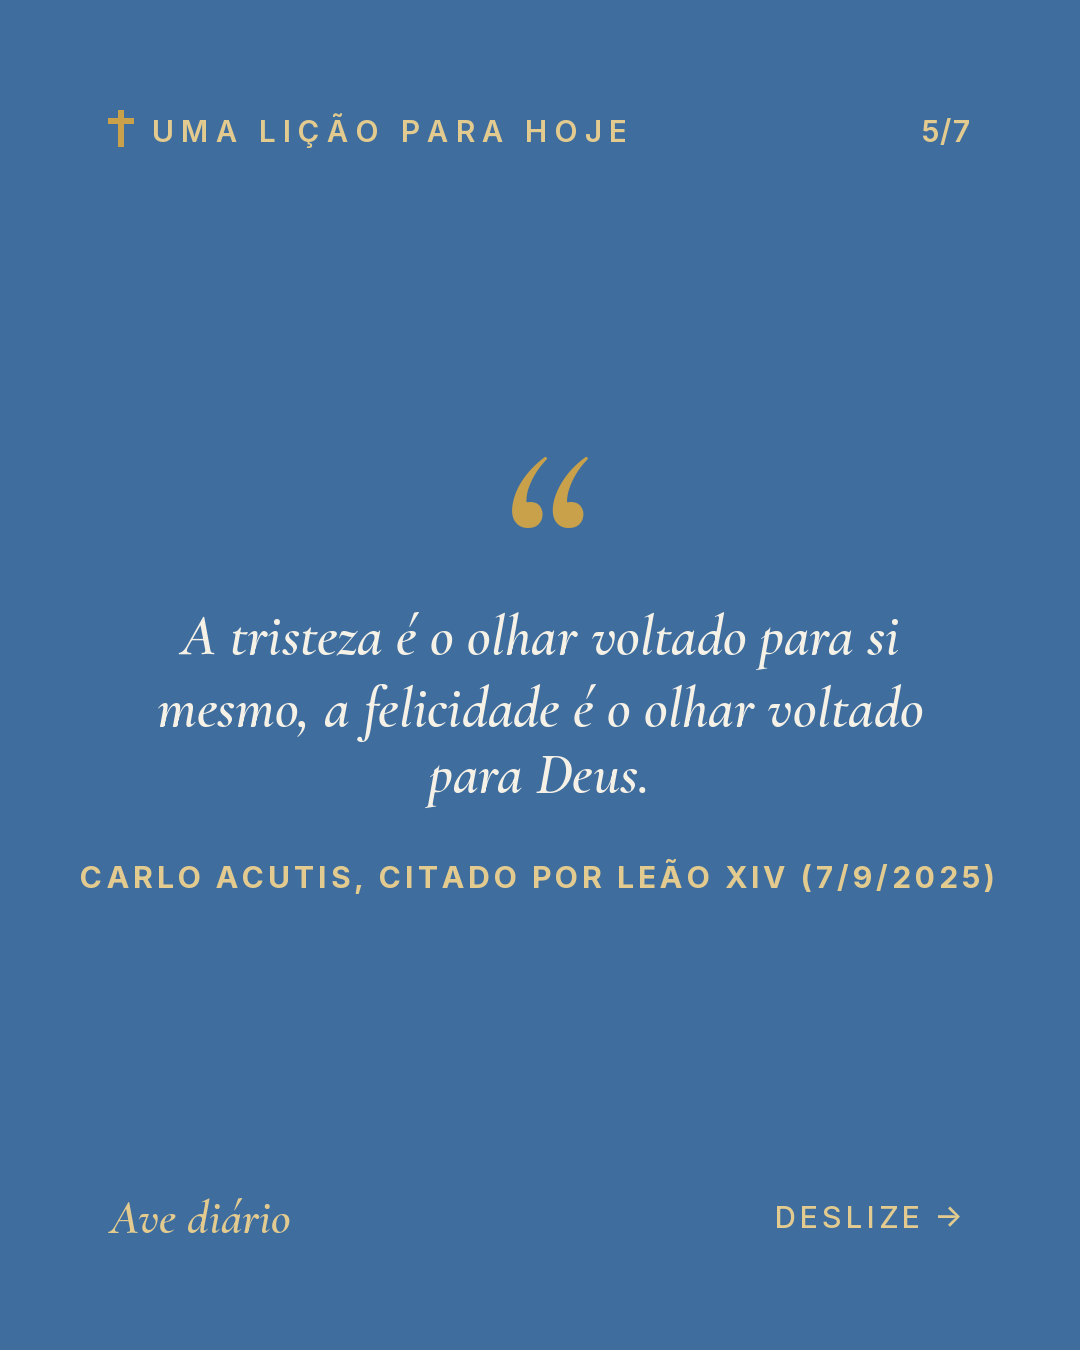 UMA LIÇÃO PARA HOJE
5/7
“
A tristeza é o olhar voltado para si
mesmo, a felicidade é o olhar voltado
para Deus.
CARLO ACUTIS, CITADO POR LEÃO XIV (7/9/2025)
Ave diário
DESLIZE →